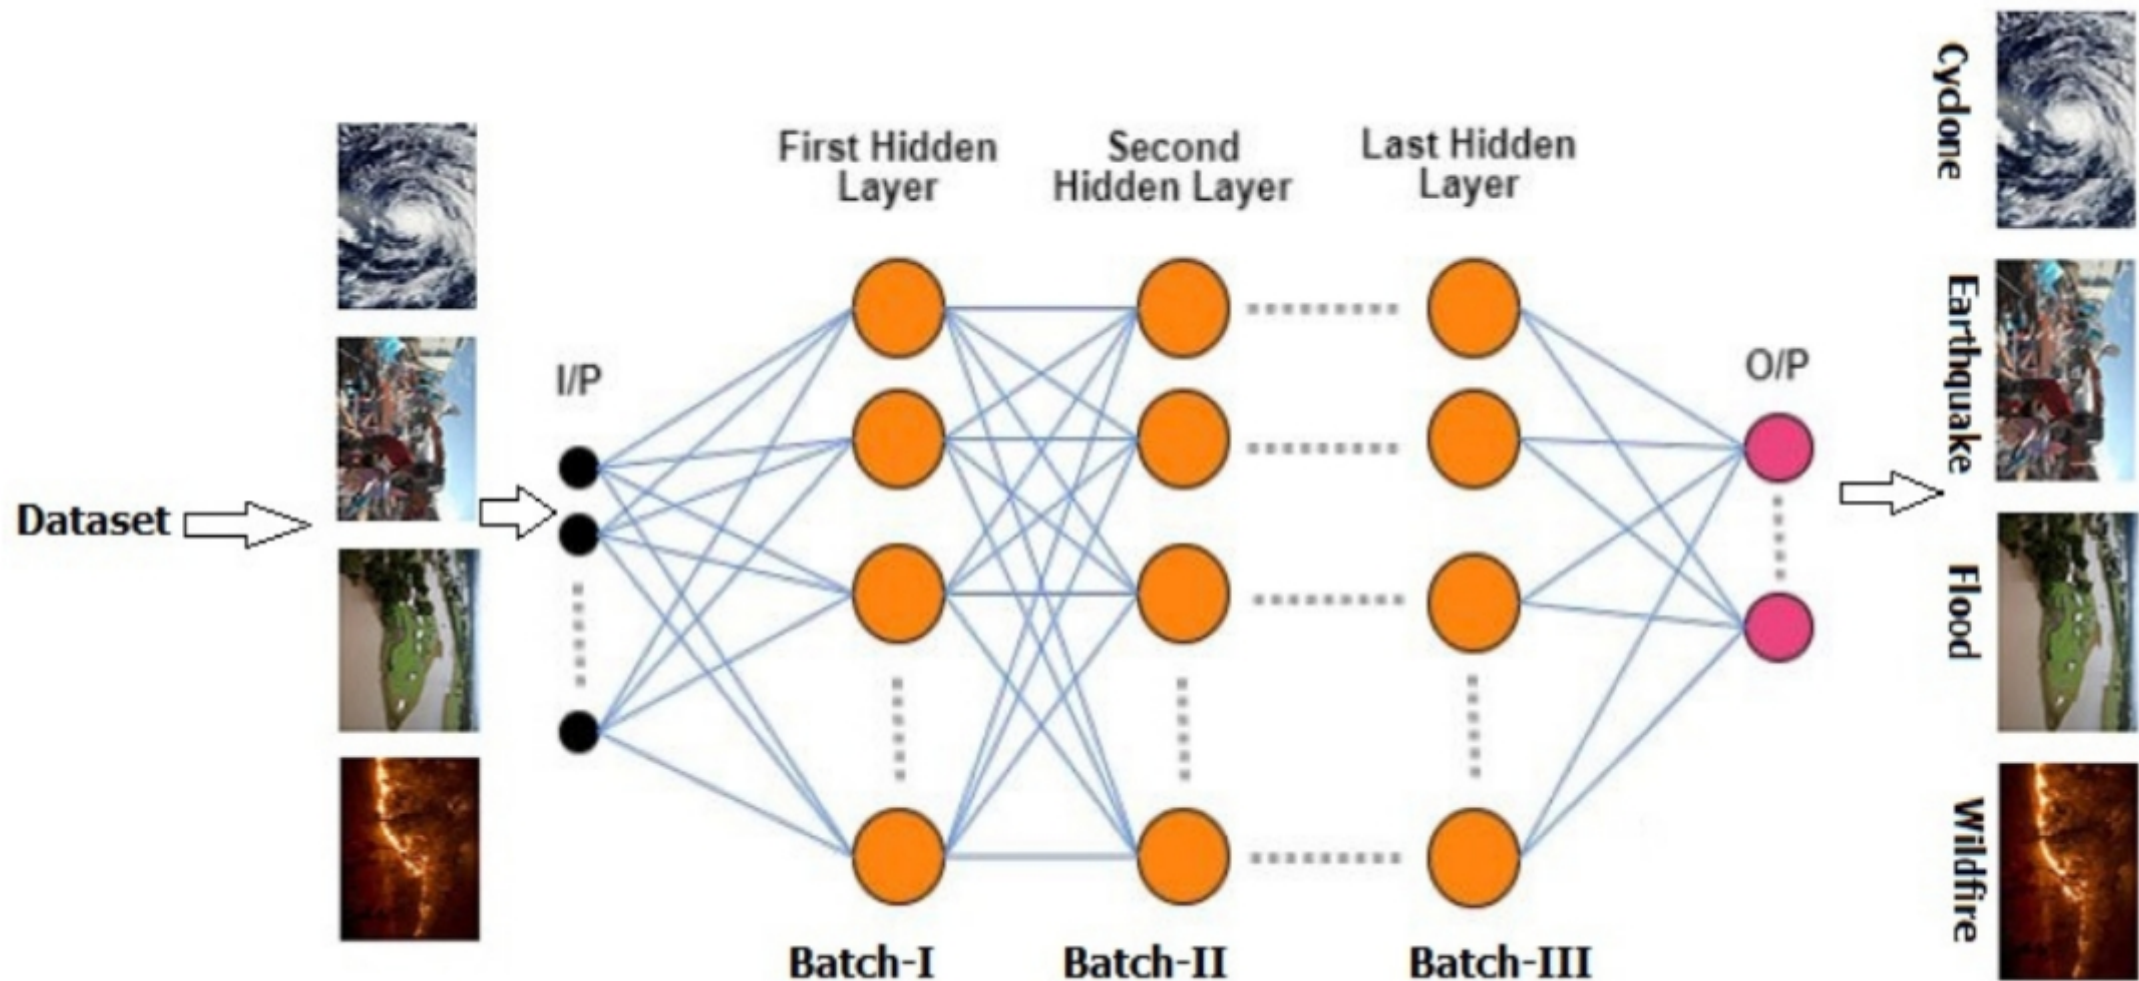 Dataset
I/P
First Hidden
Layer
Second
Hidden Layer
Last Hidden
Layer
O/P
Batch-I
Batch-II
Batch-III
Cyclone
Earthquake
Flood
Wildfire